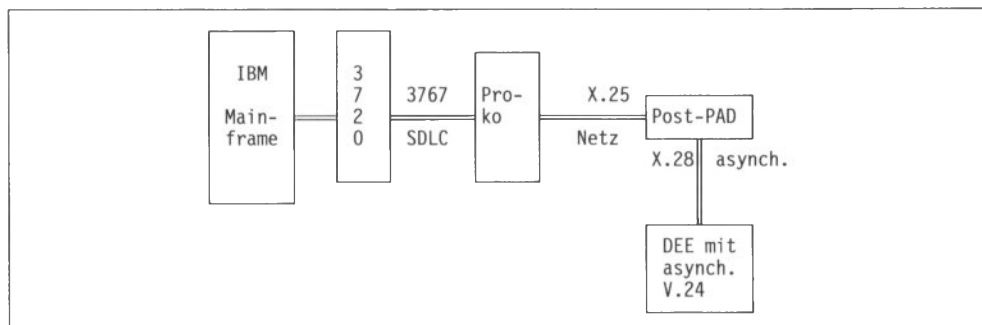 IBM
Main-
frame
3
7
2
0
3767
SDLC
Pro-
ko
X.25
Netz
Post-PAD
X.28 asynch.
DEE mit
asynch.
V.24